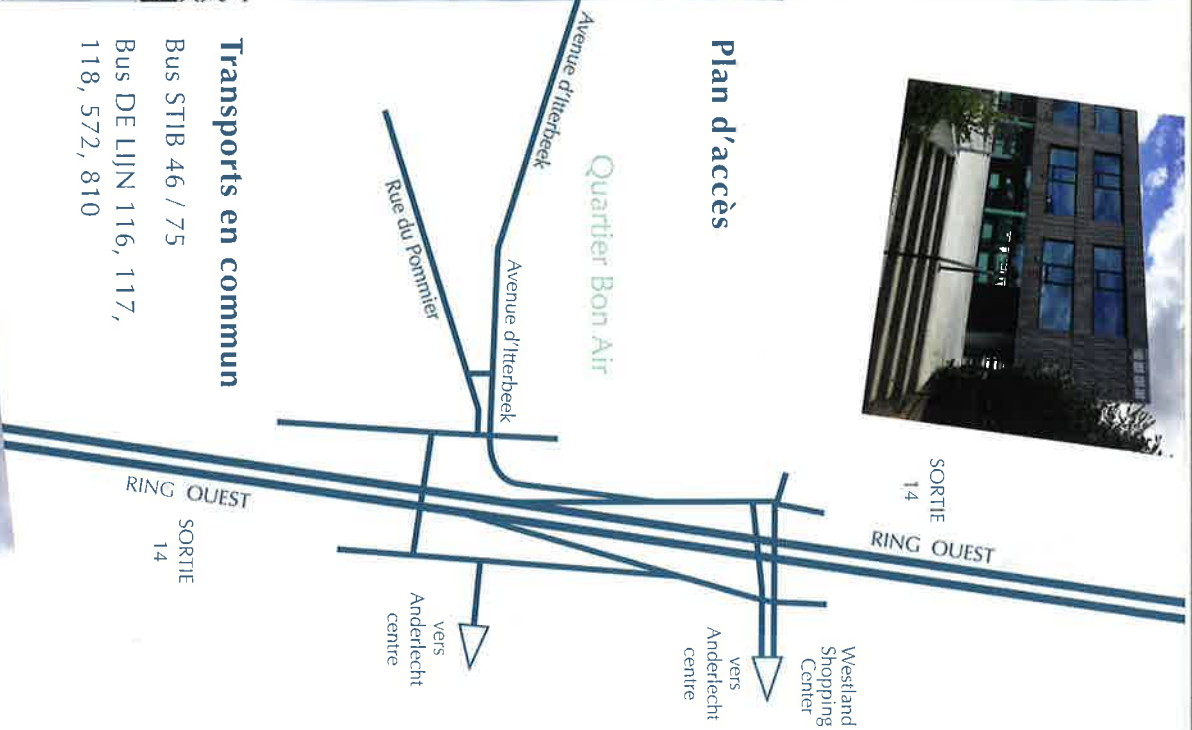 Plan d'accès
SORTIE
14
RING OUEST
Westland
Shopping
Center
vers
Anderlecht
centre
Quartier Bon Air
Avenue d'Itterbeek
Avenue d'Itterbeek
Rue du Pommier
vers
Anderlecht
centre
RING OUEST
SORTIE
14
Transports en commun
Bus STIB 46 / 75
Bus DE LIJN 116, 117,
118, 572, 810